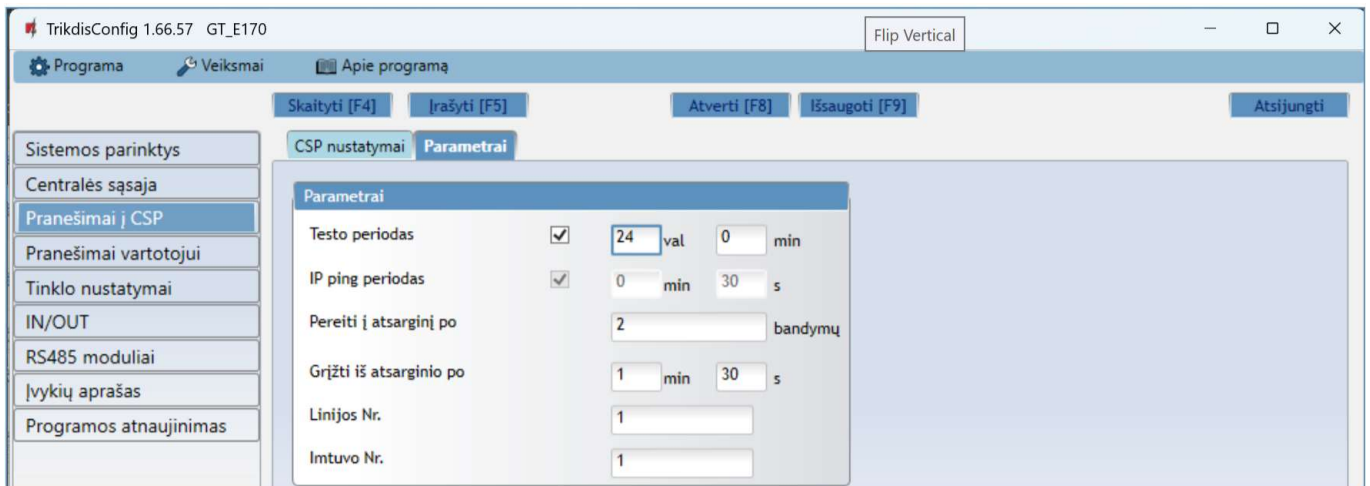 TrikdisConfig 1.66.57 GT_E170
Flip Vertical
Programa Veiksmai Apie programą
Skaityti [F4] Įrašyti [F5] Atverti [F8] Išsaugoti [F9] Atsijungti
Sistemos parinktys
Centralės sąsaja
Pranešimai į CSP
Pranešimai vartotojui
Tinklo nustatymai
IN/OUT
RS485 moduliai
Įvykių aprašas
Programos atnaujinimas
CSP nustatymai Parametrai
Parametrai
Testo periodas 24 val 0 min
IP ping periodas 0 min 30 s
Pereiti į atsarginį po 2 bandymų
Grįžti iš atsarginio po 1 min 30 s
Linijos Nr. 1
Imtuvo Nr. 1